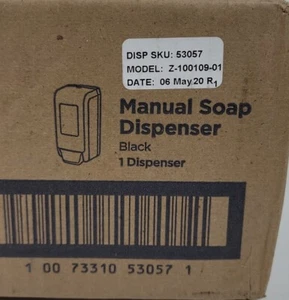 DISP SKU: 53057
MODEL: Z-100109-01
DATE: 06 May 20 R1
Manual Soap
Dispenser
Black
1 Dispenser
1 00 73310 53057 1